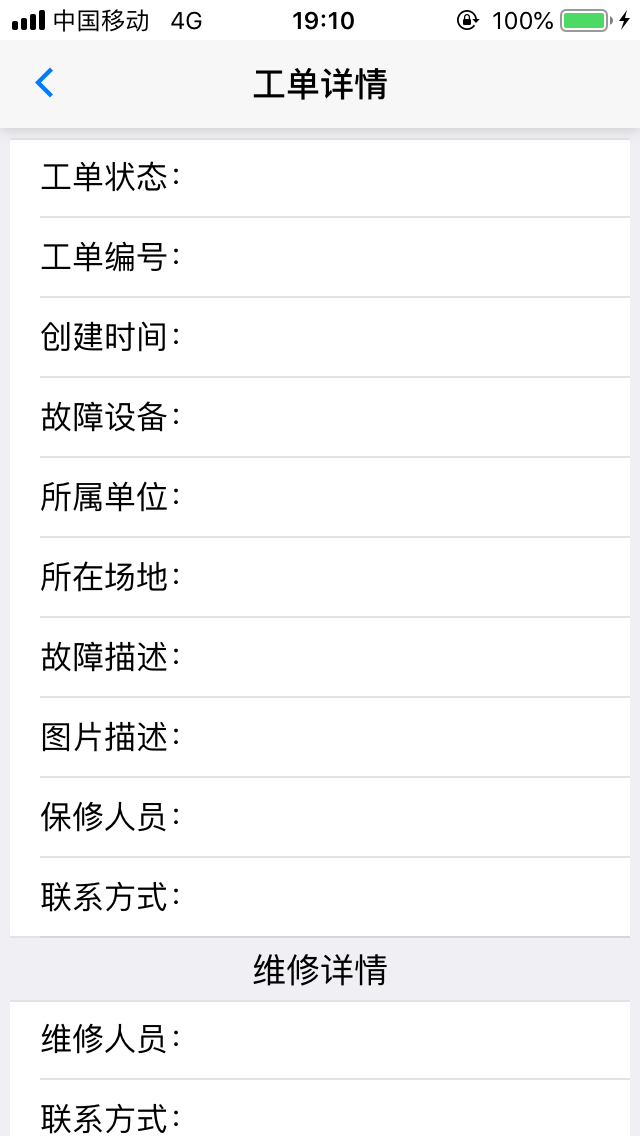 中国移动 4G 19:10 100%
工单详情
工单状态：
工单编号：
创建时间：
故障设备：
所属单位：
所在场地：
故障描述：
图片描述：
保修人员：
联系方式：
维修详情
维修人员：
联系方式：